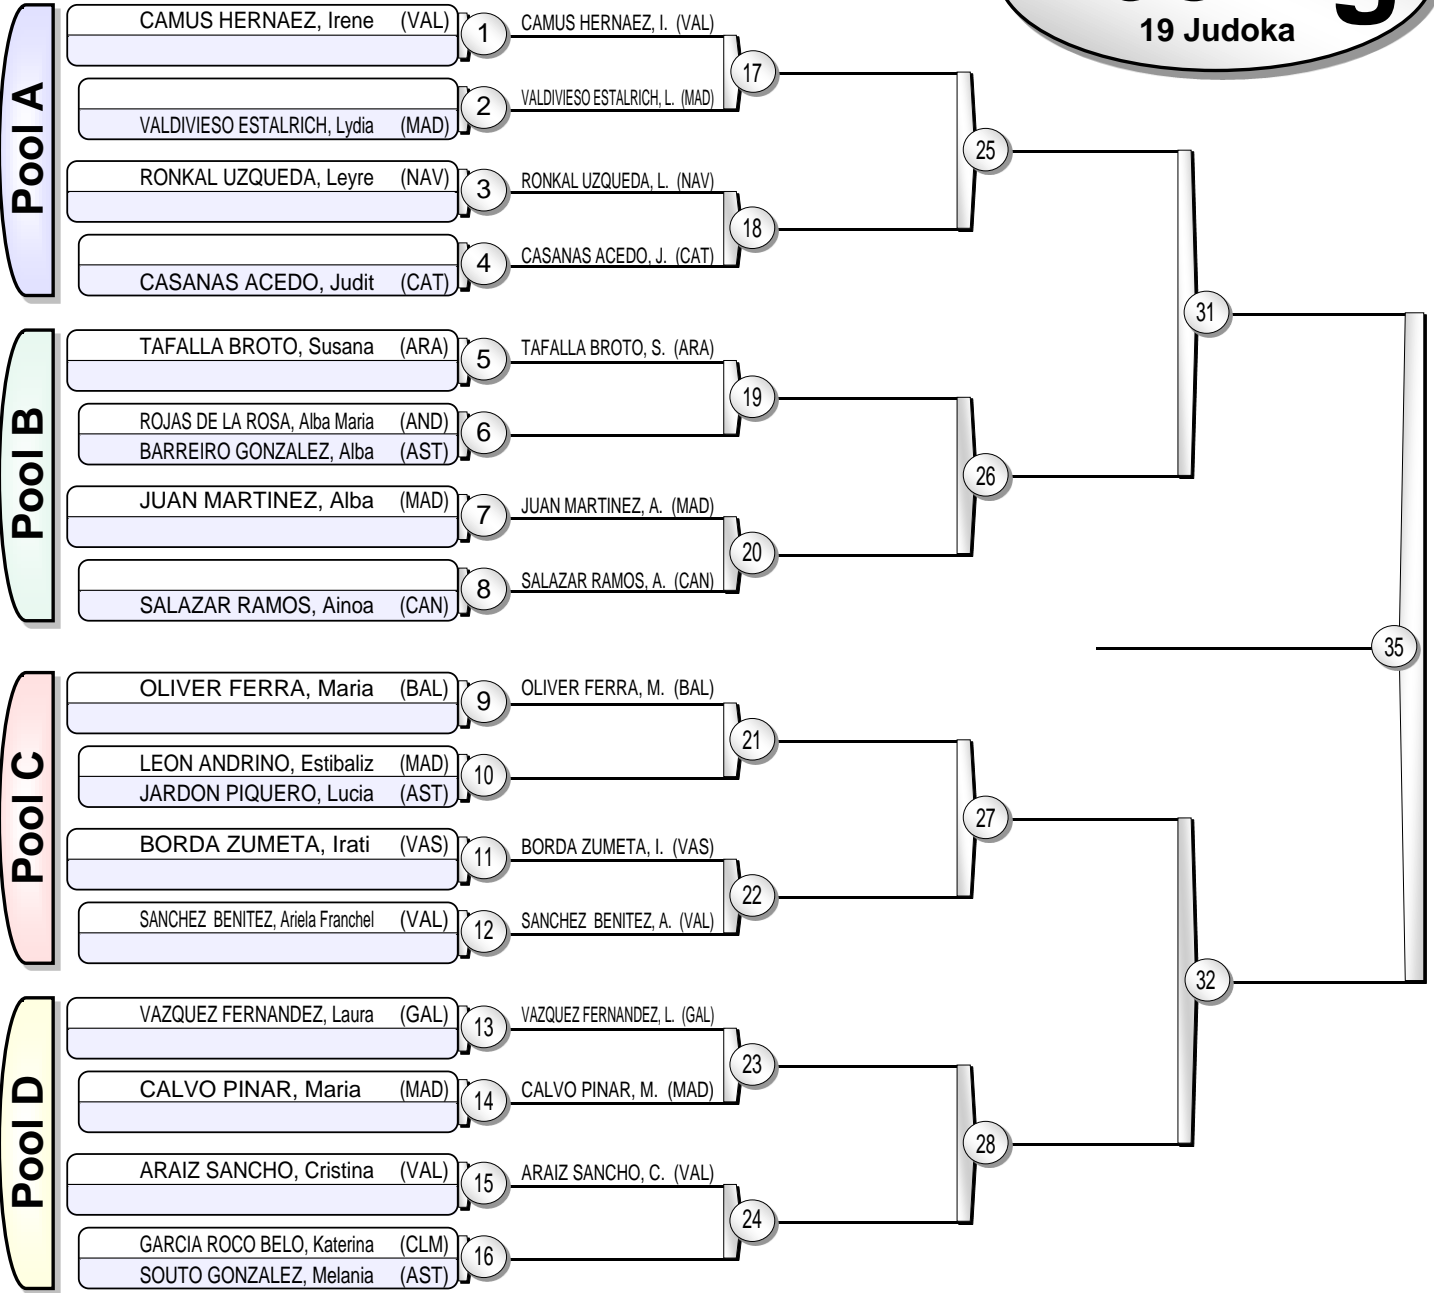 19 Judoka
Pool A
CAMUS HERNAEZ, Irene (VAL)
1
CAMUS HERNAEZ, I. (VAL)
17
VALDIVIESO ESTALRICH, Lydia (MAD)
2
VALDIVIESO ESTALRICH, L. (MAD)
25
RONKAL UZQUEDA, Leyre (NAV)
3
RONKAL UZQUEDA, L. (NAV)
18
CASANAS ACEDO, Judit (CAT)
4
CASANAS ACEDO, J. (CAT)
31
Pool B
TAFALLA BROTO, Susana (ARA)
5
TAFALLA BROTO, S. (ARA)
19
ROJAS DE LA ROSA, Alba Maria (AND)
6
BARREIRO GONZALEZ, Alba (AST)
26
JUAN MARTINEZ, Alba (MAD)
7
JUAN MARTINEZ, A. (MAD)
20
SALAZAR RAMOS, Ainoa (CAN)
8
SALAZAR RAMOS, A. (CAN)
35
Pool C
OLIVER FERRA, Maria (BAL)
9
OLIVER FERRA, M. (BAL)
21
LEON ANDRINO, Estibaliz (MAD)
10
JARDON PIQUERO, Lucia (AST)
27
BORDA ZUMETA, Irati (VAS)
11
BORDA ZUMETA, I. (VAS)
22
SANCHEZ BENITEZ, Ariela Franchel (VAL)
12
SANCHEZ BENITEZ, A. (VAL)
32
Pool D
VAZQUEZ FERNANDEZ, Laura (GAL)
13
VAZQUEZ FERNANDEZ, L. (GAL)
23
CALVO PINAR, Maria (MAD)
14
CALVO PINAR, M. (MAD)
28
ARAIZ SANCHO, Cristina (VAL)
15
ARAIZ SANCHO, C. (VAL)
24
GARCIA ROCO BELO, Katerina (CLM)
16
SOUTO GONZALEZ, Melania (AST)